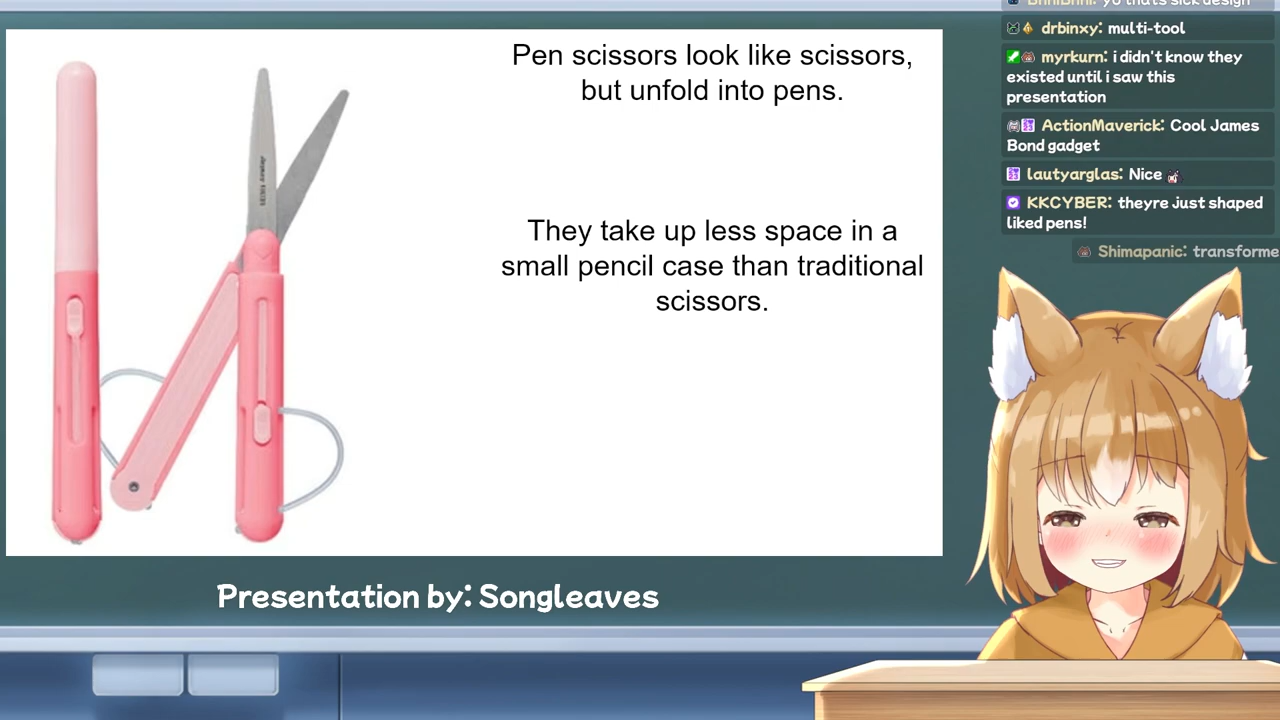 Pen scissors look like scissors,
but unfold into pens.
They take up less space in a
small pencil case than traditional
scissors.
Presentation by: Songleaves
drbinxy: multi-tool
myrkurn: i didn't know they
existed until i saw this
presentation
ActionMaverick: Cool James
Bond gadget
lautyarglas: Nice
KKCYBER: theyre just shaped
liked pens!
Shimapanic: transforme